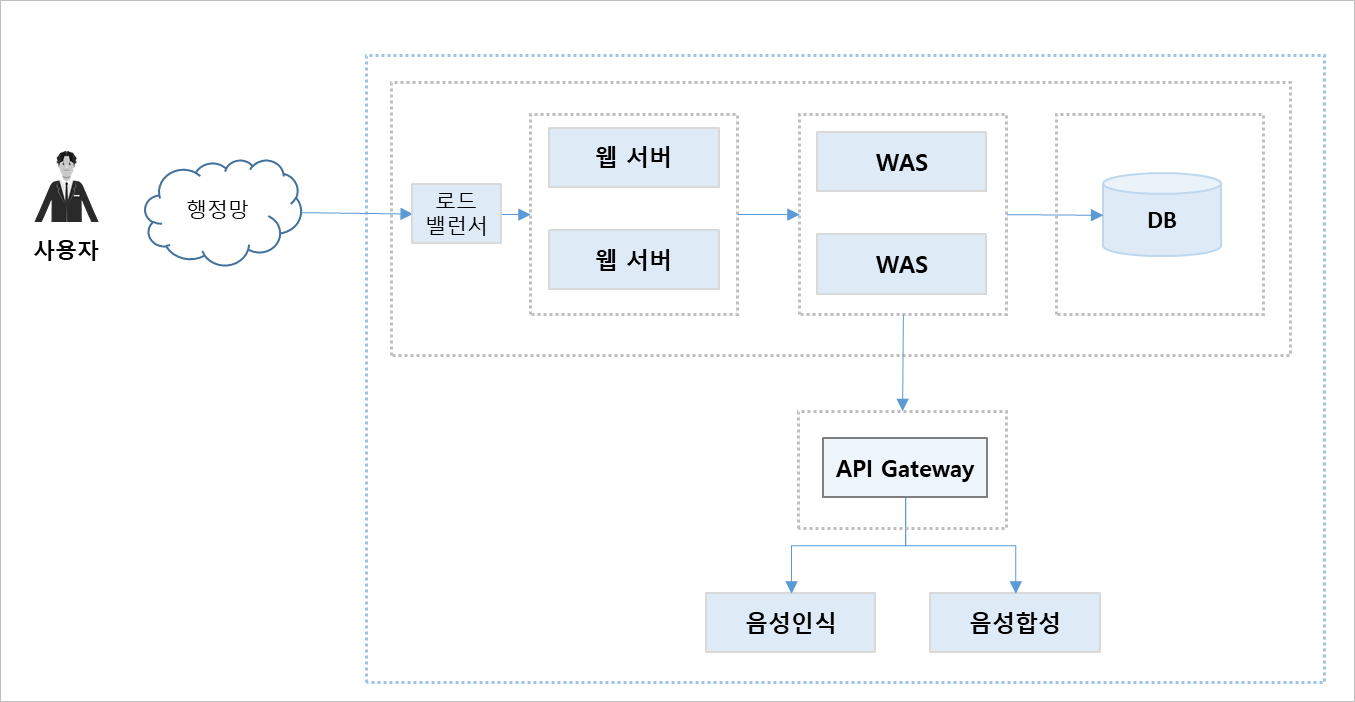 사용자
행정망
로드
밸런서
웹 서버
웹 서버
WAS
WAS
DB
API Gateway
음성인식
음성합성